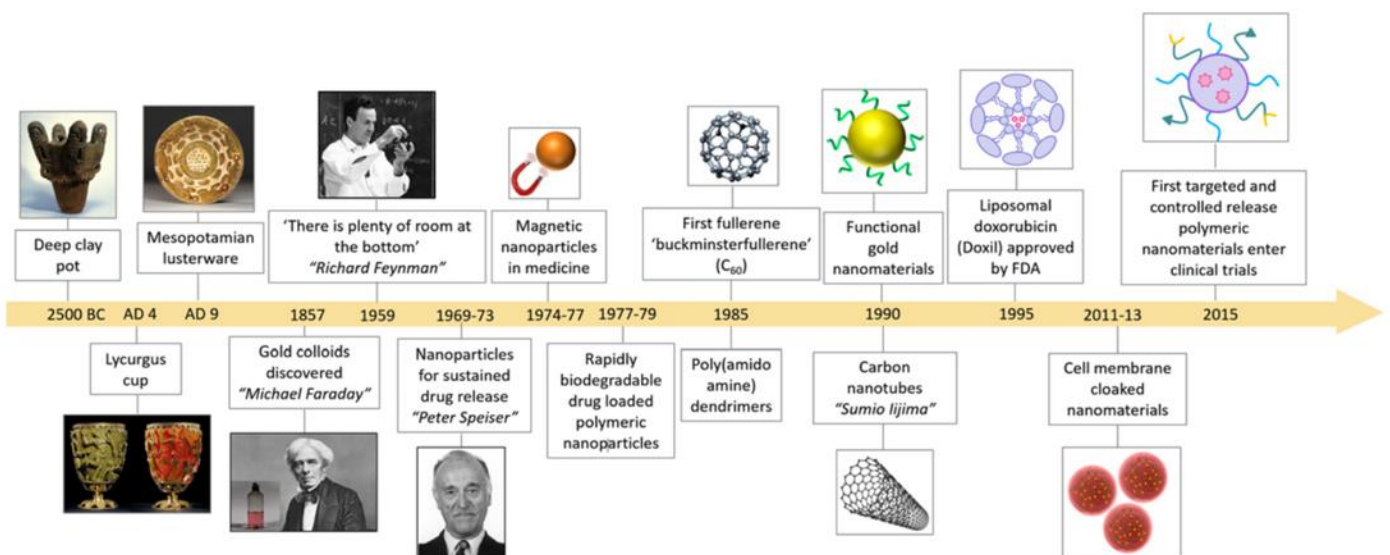 Deep clay
pot
Mesopotamian
lusterware
'There is plenty of room at
the bottom'
"Richard Feynman"
Magnetic
nanoparticles
in medicine
First fullerene
'buckminsterfullerene'
(C₆₀)
Functional
gold
nanomaterials
Liposomal
doxorubicin
(Doxil) approved
by FDA
First targeted and
controlled release
polymeric
nanomaterials enter
clinical trials
2500 BC AD 4 AD 9 1857 1959 1969-73 1974-77 1977-79 1985 1990 1995 2011-13 2015
Lycurgus
cup
Gold colloids
discovered
"Michael Faraday"
Nanoparticles
for sustained
drug release
"Peter Speiser"
Rapidly
biodegradable
drug loaded
polymeric
nanoparticles
Poly(amido
amine)
dendrimers
Carbon
nanotubes
"Sumio Iijima"
Cell membrane
cloaked
nanomaterials